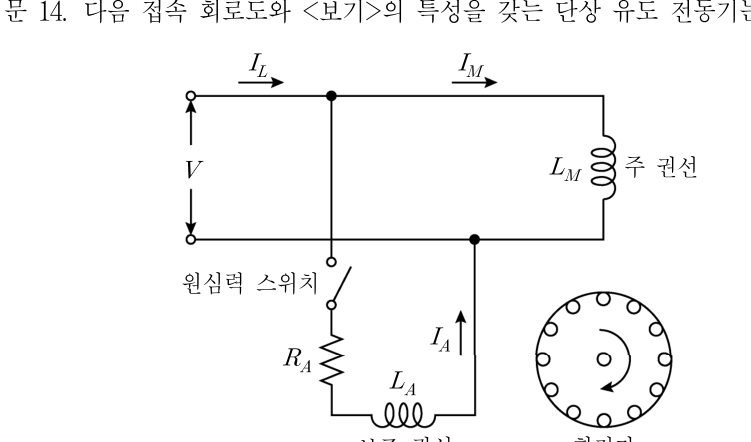 문 14. 다음 접속 회로도와 <보기>의 특성을 갖는 단상 유도 전동기는
I_L
I_M
V
L_M 주 권선
원심력 스위치
I_A
R_A
L_A